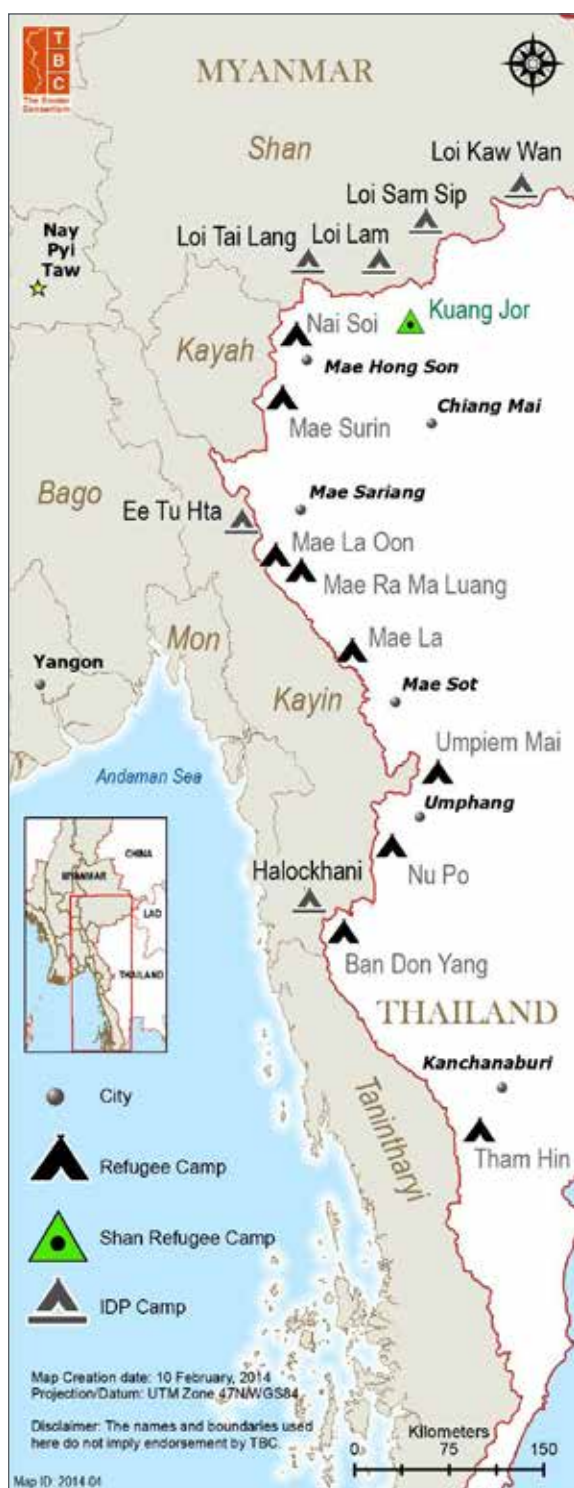 T
B
C
The Border
Consortium
MYANMAR
Shan
Loi Kaw Wan
Loi Sam Sip
Loi Tai Lang
Loi Lam
Nay
Pyi
Taw
Kuang Jor
Nai Soi
Kayah
Mae Hong Son
Chiang Mai
Mae Surin
Bago
Mae Sariang
Ee Tu Hta
Mae La Oon
Mae Ra Ma Luang
Mon
Mae La
Yangon
Kayin
Mae Sot
Umpiem Mai
Andaman Sea
Umphang
CHINA
MYANMAR
LAO
THAILAND
Halockhani
Nu Po
Ban Don Yang
THAILAND
Kanchanaburi
Tanintharyi
Tham Hin
City
Refugee Camp
Shan Refugee Camp
IDP Camp
Map Creation date: 10 February, 2014
Projection/Datum: UTM Zone 47N/WGS84
Disclaimer: The names and boundaries used
here do not imply endorsement by TBC.
Kilometers
0 75 150
Map ID: 2014-04